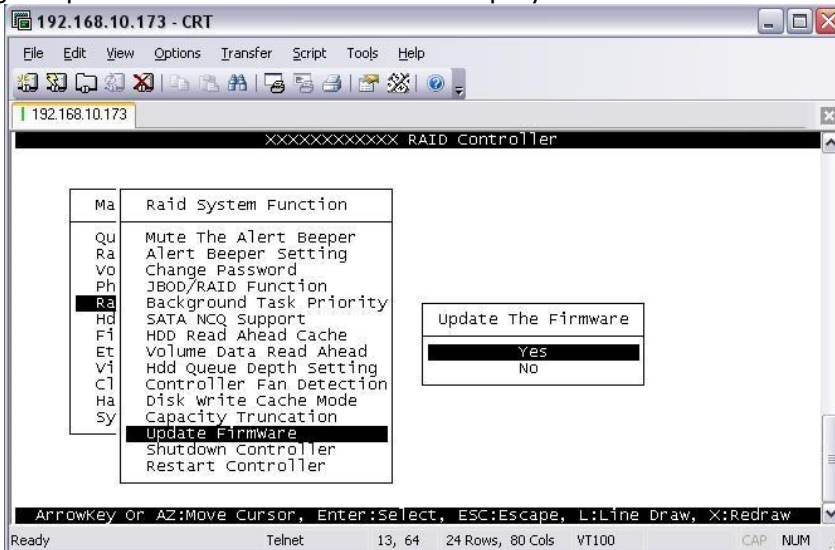 192.168.10.173 - CRT
File Edit View Options Transfer Script Tools Help
192.168.10.173
XXXXXXXXXXXX RAID Controller
Ma
Qu
Ra
Vo
Ph
Ra
Hd
Fi
Et
Vi
Cl
Ha
Sy
Raid System Function
Mute The Alert Beeper
Alert Beeper Setting
Change Password
JBOD/RAID Function
Background Task Priority
SATA NCQ Support
HDD Read Ahead Cache
Volume Data Read Ahead
Hdd Queue Depth Setting
Controller Fan Detection
Disk Write Cache Mode
Capacity Truncation
Update FirmWare
Shutdown Controller
Restart Controller
Update The Firmware
Yes
No
ArrowKey Or AZ:Move Cursor, Enter:Select, ESC:Escape, L:Line Draw, X:Redraw
Ready Telnet 13, 64 24 Rows, 80 Cols VT100 CAP NUM